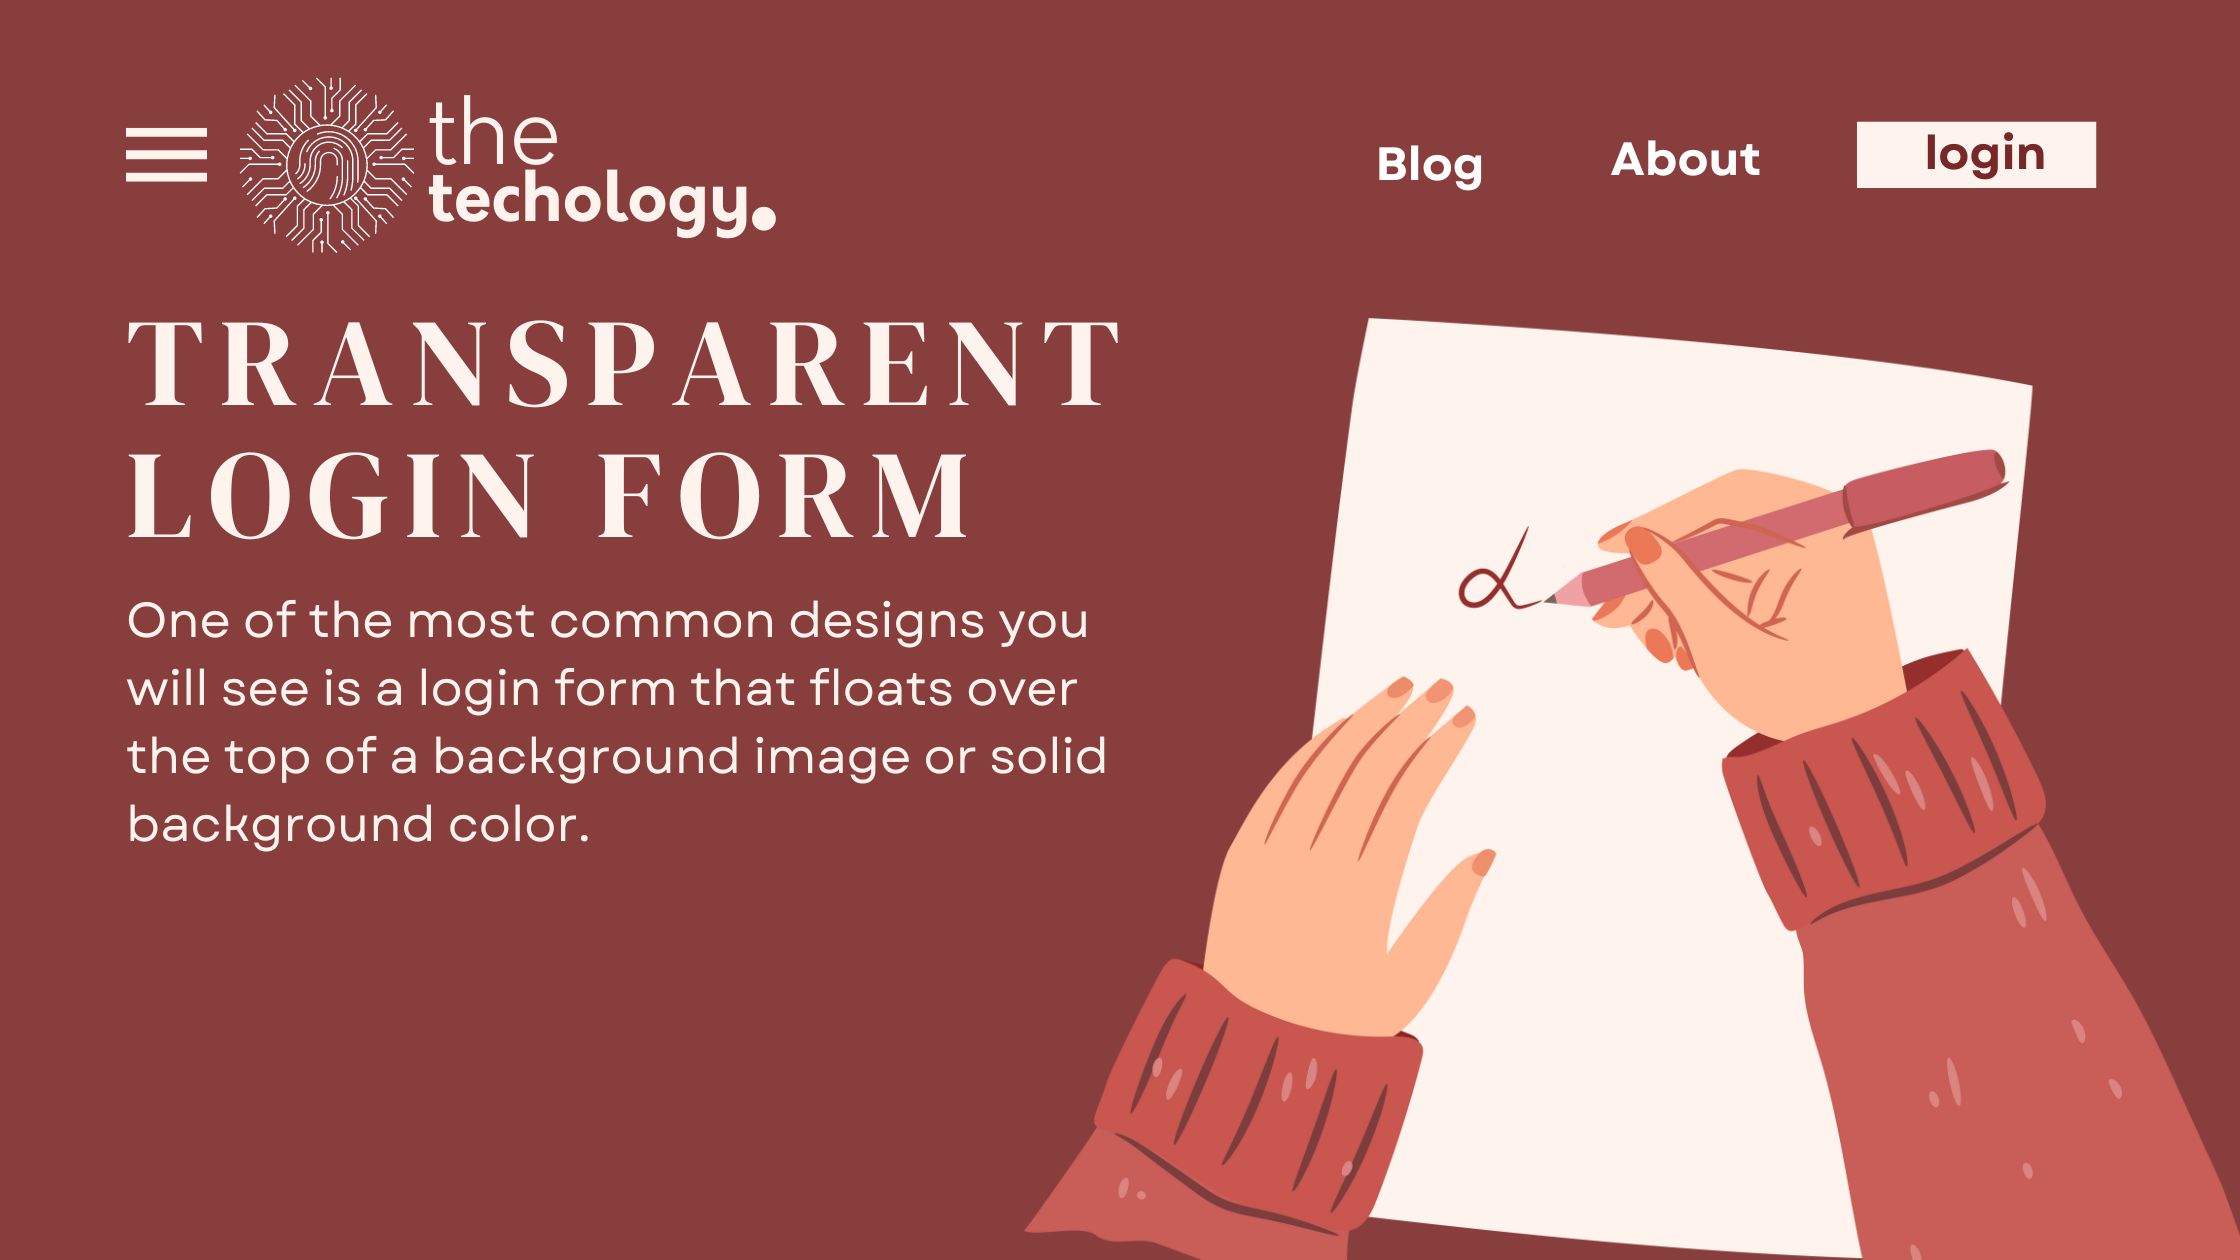 the
techology.
Blog
About
login
TRANSPARENT
LOGIN FORM
One of the most common designs you
will see is a login form that floats over
the top of a background image or solid
background color.